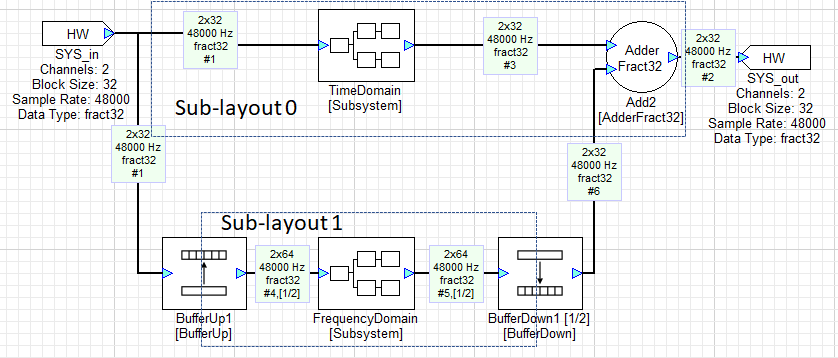 HW
SYS_in
Channels: 2
Block Size: 32
Sample Rate: 48000
Data Type: fract32
2x32
48000 Hz
fract32
#1
TimeDomain
[Subsystem]
2x32
48000 Hz
fract32
#3
Adder
Fract32
Add2
[AdderFract32]
2x32
48000 Hz
fract32
#2
HW
SYS_out
Channels: 2
Block Size: 32
Sample Rate: 48000
Data Type: fract32
Sub-layout 0
2x32
48000 Hz
fract32
#1
2x32
48000 Hz
fract32
#6
Sub-layout 1
BufferUp1
[BufferUp]
2x64
48000 Hz
fract32
#4,[1/2]
FrequencyDomain
[Subsystem]
2x64
48000 Hz
fract32
#5,[1/2]
BufferDown1 [1/2]
[BufferDown]